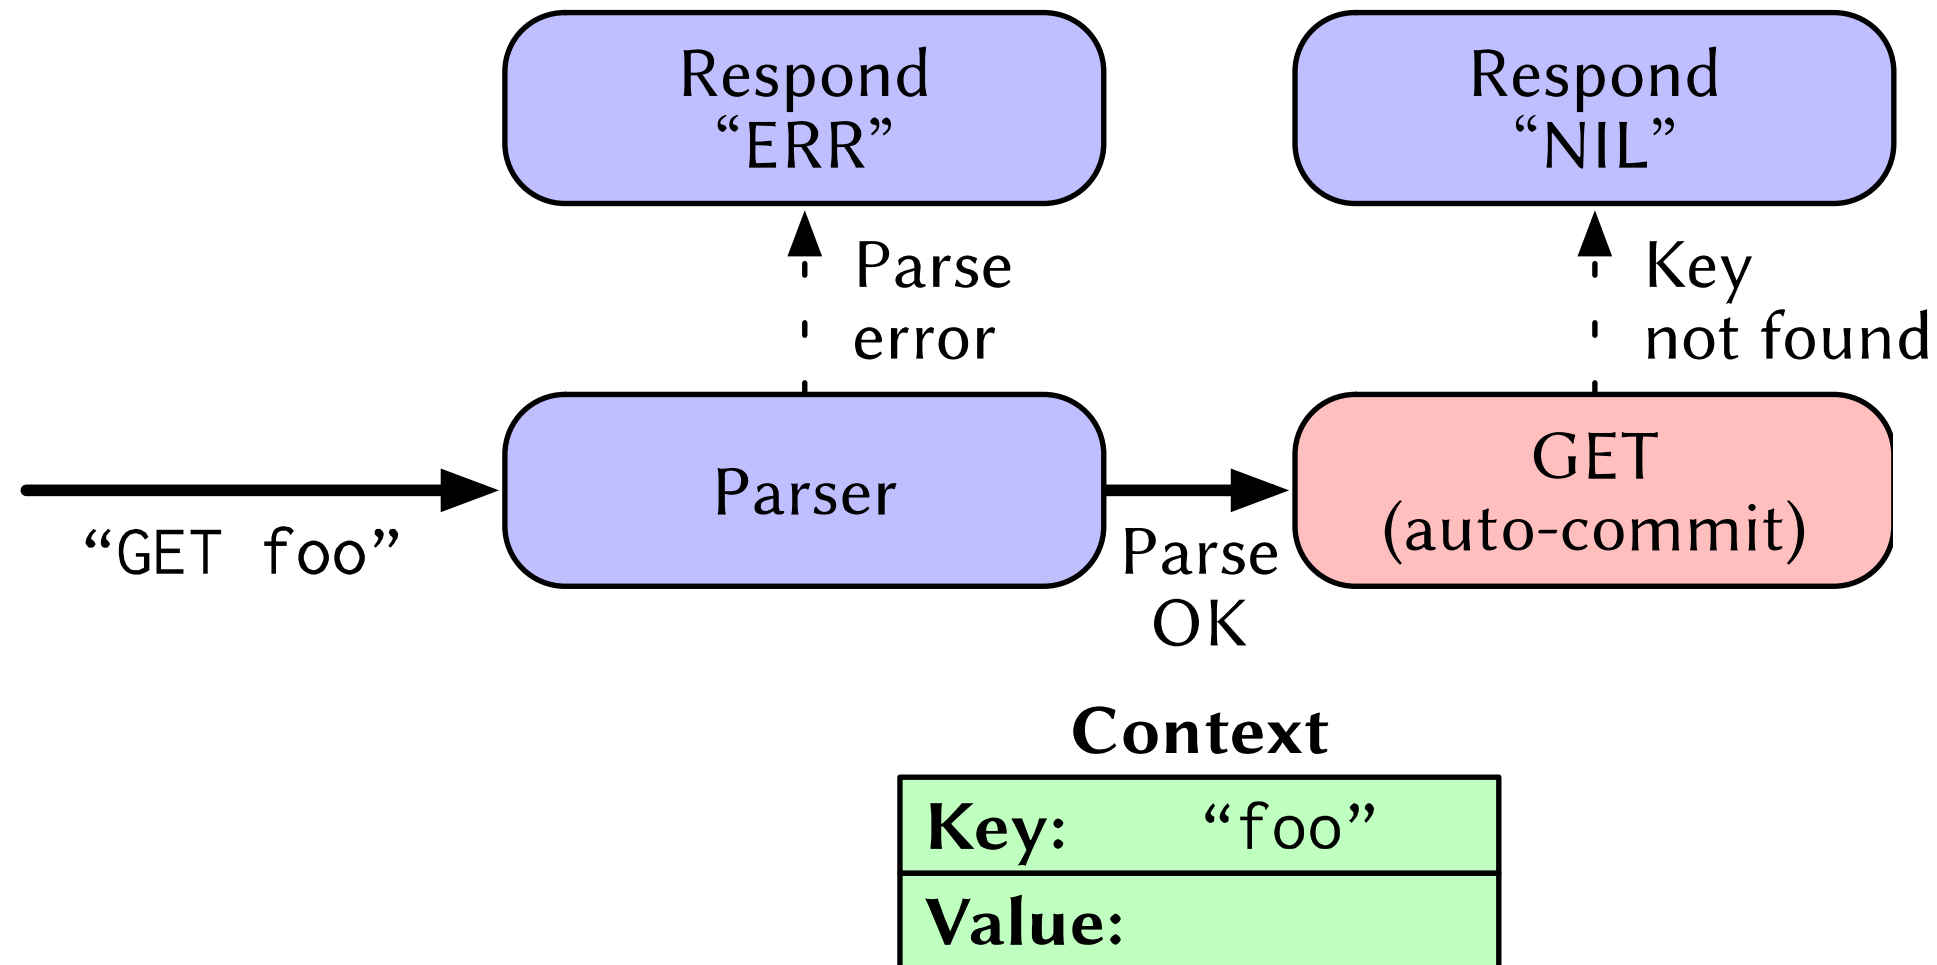 Respond
“ERR”
Respond
“NIL”
Parse
error
Key
not found
“GET foo”
Parser
Parse
OK
GET
(auto-commit)
Context
Key: “foo”
Value: